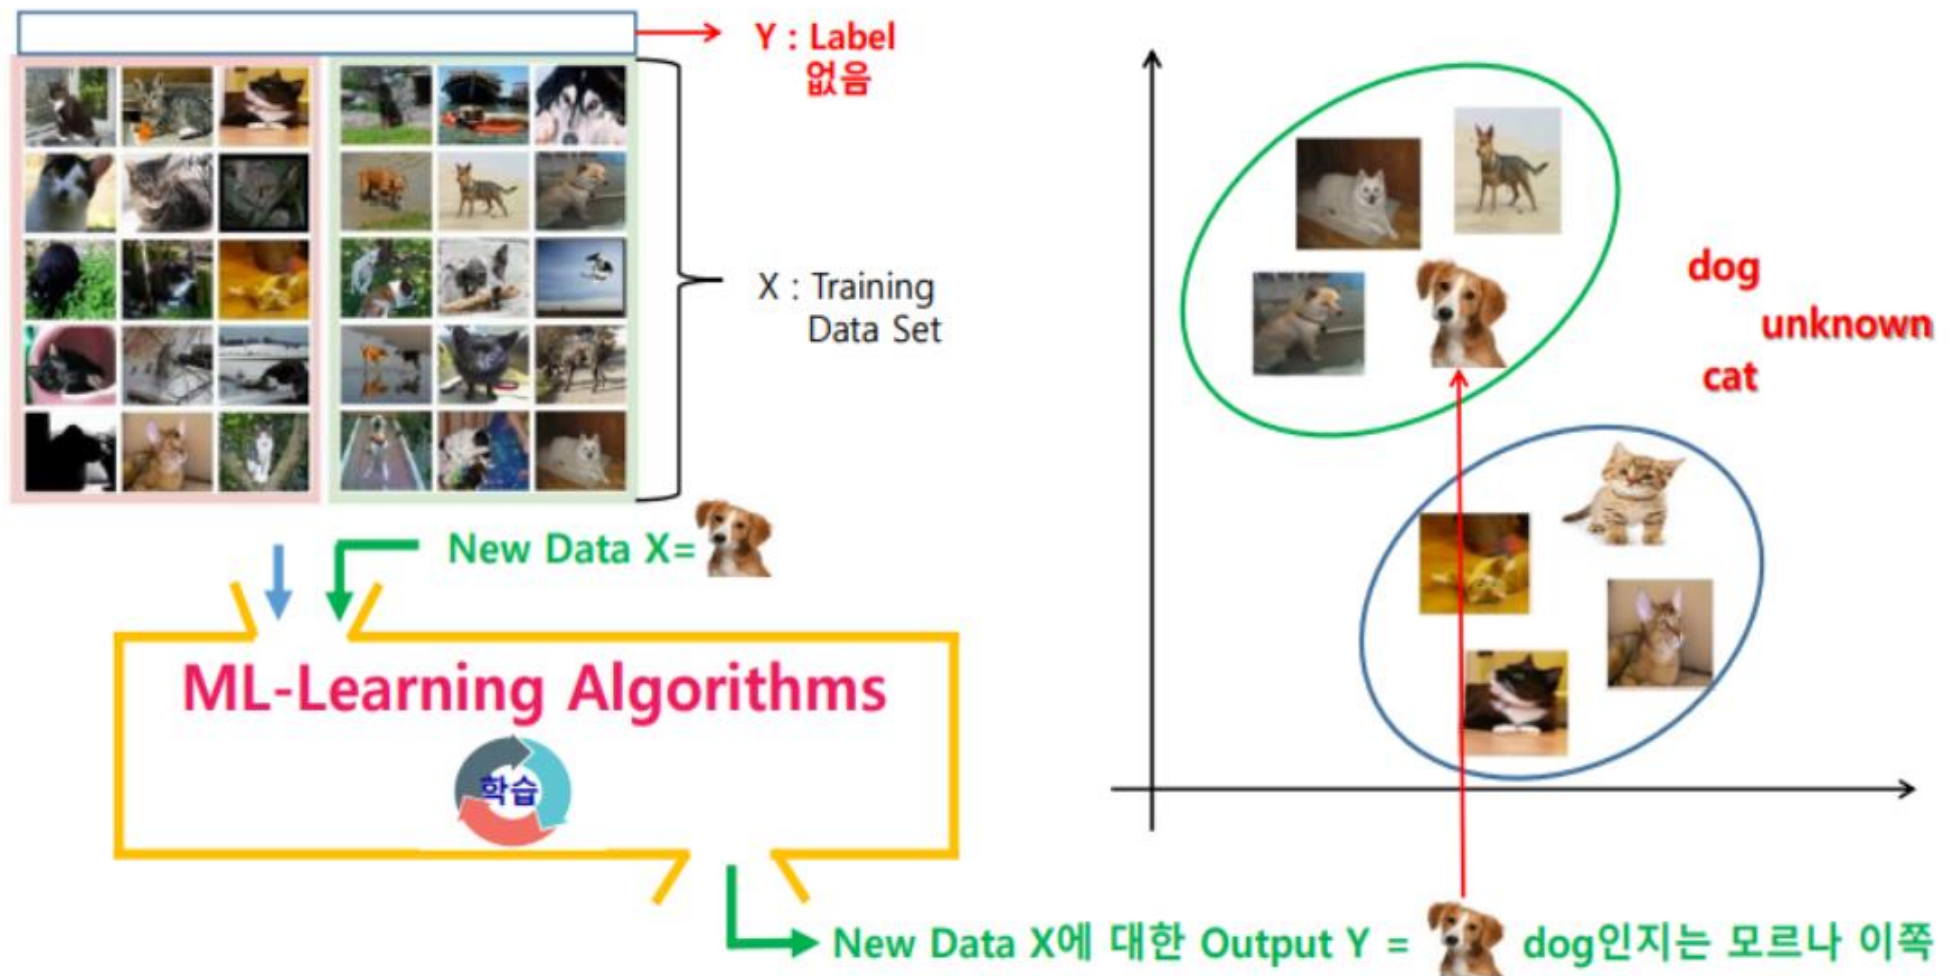 Y : Label
없음
X : Training
Data Set
dog
unknown
cat
New Data X=
ML-Learning Algorithms
학습
New Data X에 대한 Output Y = dog인지는 모르나 이쪽